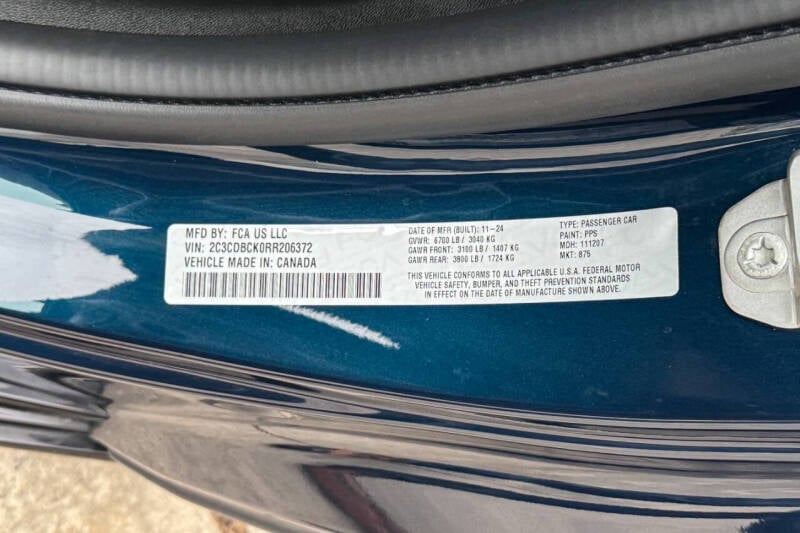 MFD BY: FCA US LLC
VIN: 2C3CDBCK0RR206372
VEHICLE MADE IN: CANADA
DATE OF MFR (BUILT): 11-24
GVWR: 6700 LB / 3040 KG
GAWR FRONT: 3100 LB / 1407 KG
GAWR REAR: 3800 LB / 1724 KG
TYPE: PASSENGER CAR
PAINT: PPS
MDH: 111207
MKT: 875
THIS VEHICLE CONFORMS TO ALL APPLICABLE U.S.A. FEDERAL MOTOR
VEHICLE SAFETY, BUMPER, AND THEFT PREVENTION STANDARDS
IN EFFECT ON THE DATE OF MANUFACTURE SHOWN ABOVE.